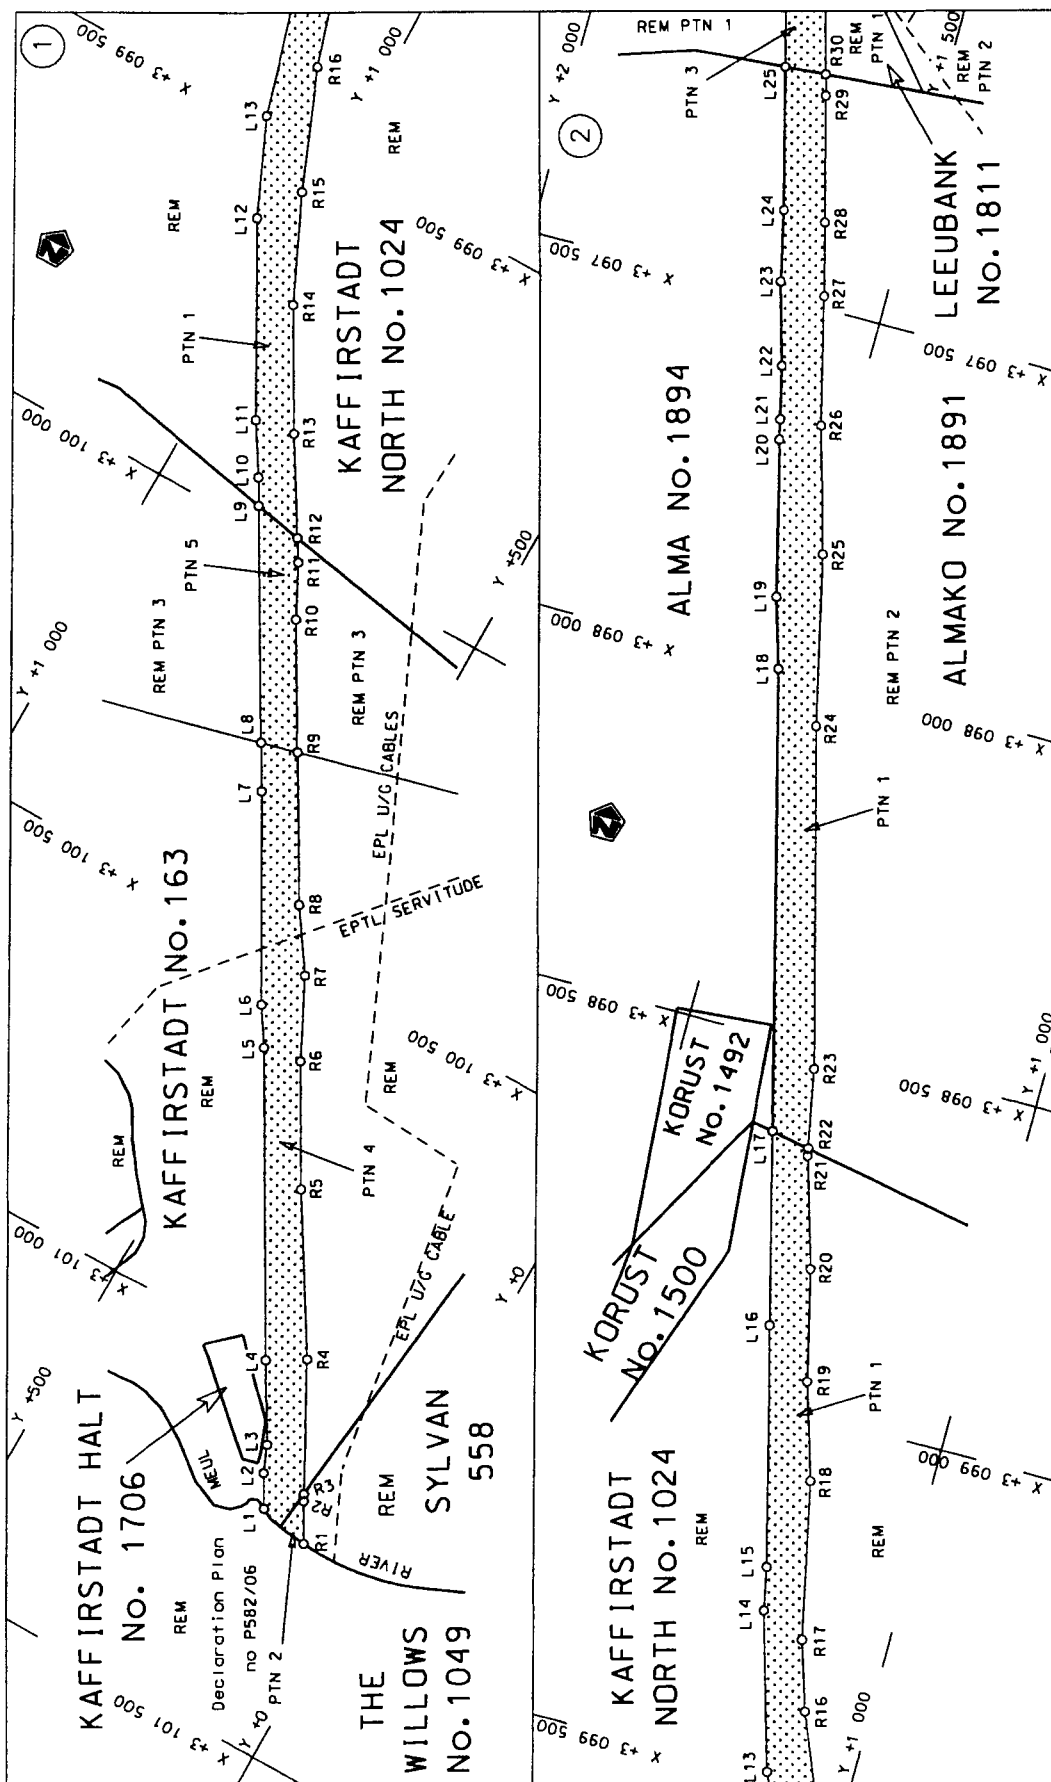 1
X +3 099 500
L13
R16
Y +1 000
REM
L12
REM
R15
N
KAFFIRSTADT
NORTH No.1024
X +3 099 500
R14
PTN 1
X +3 100 000
L11
R13
L10
L9
R12
R11
PTN 5
R10
Y +500
REM PTN 3
REM PTN 3
Y +1 000
L8
R9
L7
EPL U/G CABLES
X +3 100 500
R8
EPTL SERVITUDE
KAFFIRSTADT No.163
REM
L6
R7
L5
R6
REM
X +3 100 500
REM
PTN 4
R5
X +3 101 000
EPL U/G CABLE
Y +0
L4
R4
Y +500
KAFFIRSTADT HALT
No. 1706
REM
MEUL
L3
L2
L1
R3
R2
R1
REM
SYLVAN
558
RIVER
Declaration Plan
no P582/06
PTN 2
THE
WILLOWS
No.1049
X +3 101 500
Y +0
2
Y +2 000
REM PTN 1
PTN 3
L25
R30
R29
REM
PTN 1
Y +1 500
REM
PTN 2
LEEUBANK
No.1811
L24
R28
X +3 097 500
L23
R27
X +3 097 500
L22
ALMA No.1894
L21
L20
R26
ALMAKO No.1891
R25
L19
X +3 098 000
L18
REM PTN 2
R24
X +3 098 000
PTN 1
N
X +3 098 500
KORUST
No.1492
R23
X +3 098 500
Y +1 000
L17
R22
R21
KORUST
No.1500
R20
L16
R19
PTN 1
X +3 099 000
R18
KAFFIRSTADT
NORTH No.1024
REM
REM
L15
L14
R17
R16
X +3 099 500
L13
Y +1 000